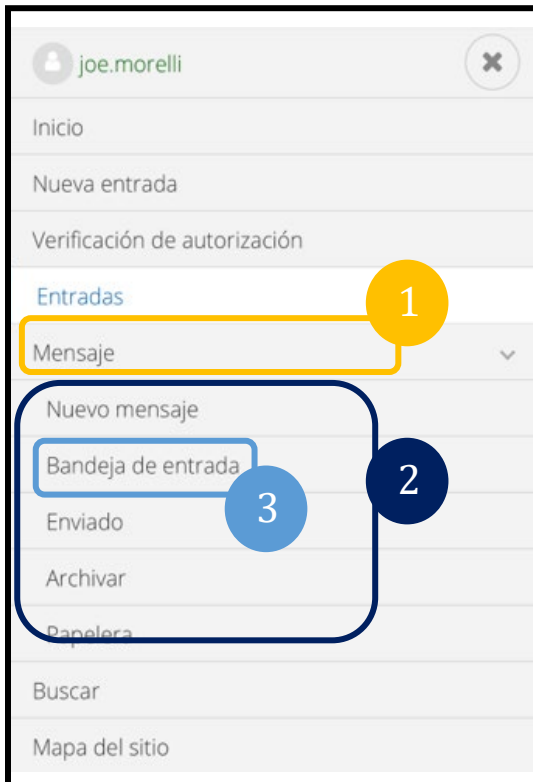 joe.morelli
Inicio
Nueva entrada
Verificación de autorización
Entradas
1
Mensaje
Nuevo mensaje
Bandeja de entrada
2
3
Enviado
Archivar
Papelera
Buscar
Mapa del sitio